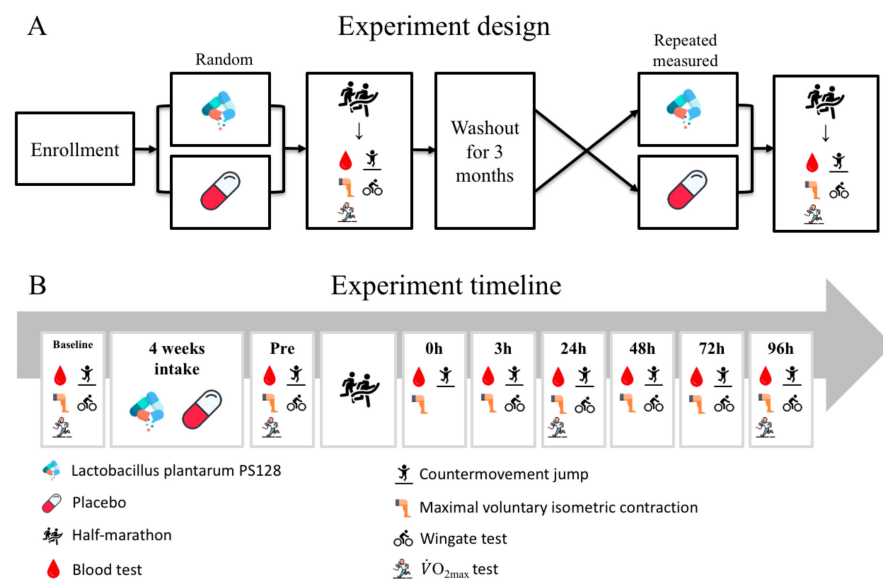 A
Experiment design
Random
Repeated
measured
Enrollment
Washout
for 3
months
B
Experiment timeline
Baseline
4 weeks
intake
Pre
0h
3h
24h
48h
72h
96h
Lactobacillus plantarum PS128
Placebo
Half-marathon
Blood test
Countermovement jump
Maximal voluntary isometric contraction
Wingate test
V̇O2max test